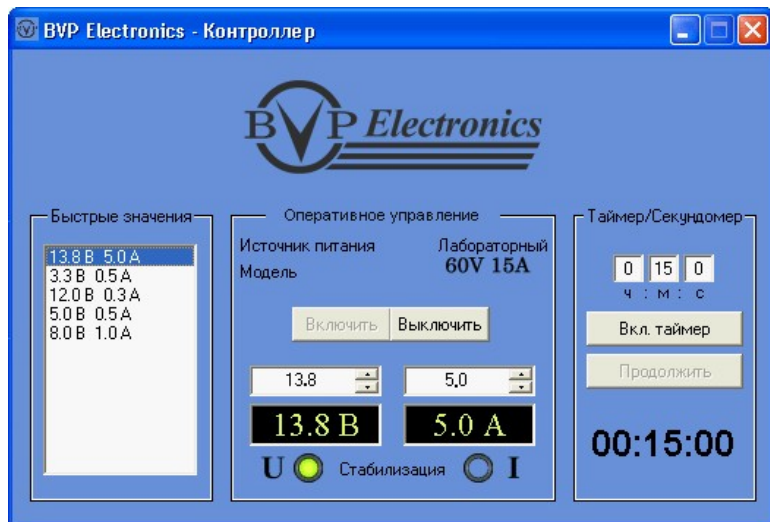 BVP Electronics - Контроллер
BVP Electronics
Быстрые значения
13.8 В 5.0 А
3.3 В 0.5 А
12.0 В 0.3 А
5.0 В 0.5 А
8.0 В 1.0 А
Оперативное управление
Источник питания Лабораторный
Модель 60V 15A
Включить Выключить
13.8 5.0
13.8 В 5.0 А
U Стабилизация I
Таймер/Секундомер
0 15 0
ч : м : с
Вкл. таймер
Продолжить
00:15:00